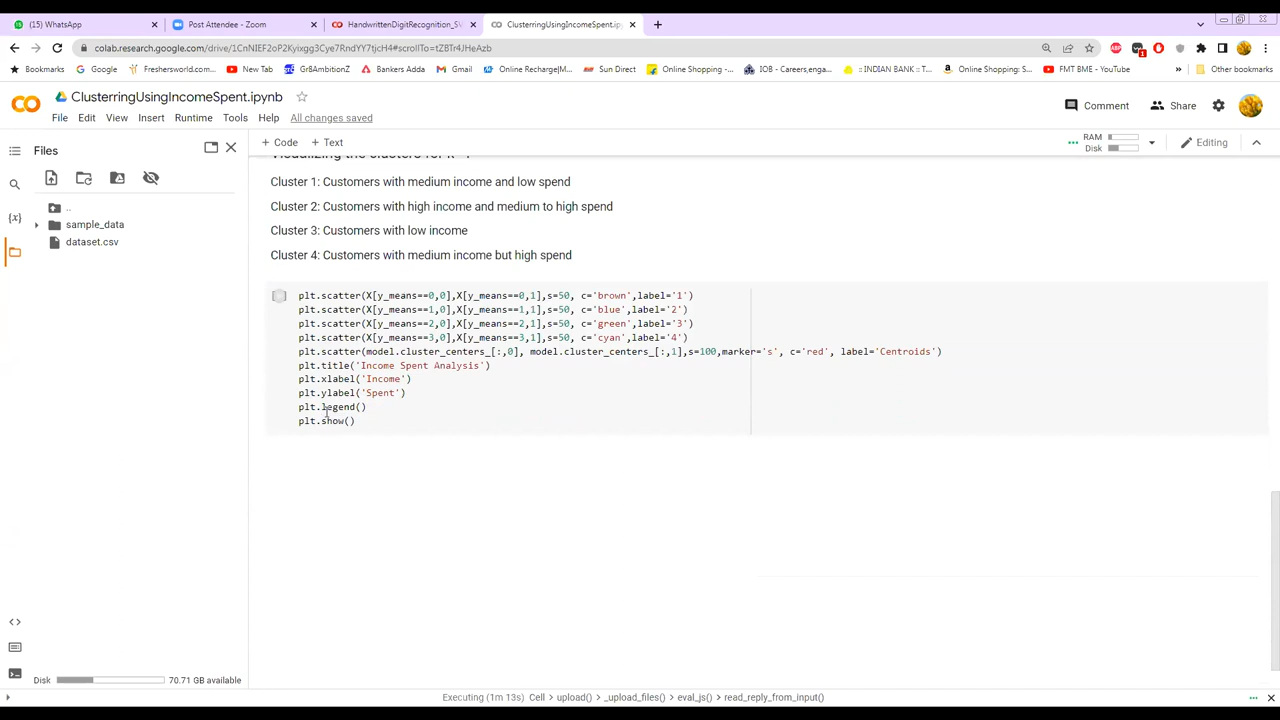 (15) WhatsApp
Post Attendee - Zoom
HandwrittenDigitRecognition_SV
ClusterringUsingIncomeSpent.ipyn
colab.research.google.com/drive/1CnNIEF2oP2Kyixgg3Cye7RndYY7tjcH4#scrollTo=tZBTr4JHeAzb
Bookmarks Google Freshersworld.com... New Tab Gr8AmbitionZ Bankers Adda Gmail Online Recharge|M... Sun Direct Online Shopping -... IOB - Careers,enga... :: INDIAN BANK :: T... Online Shopping: S... FMT BME - YouTube » Other bookmarks
ClusterringUsingIncomeSpent.ipynb
Comment Share
File Edit View Insert Runtime Tools Help All changes saved
Files
+ Code + Text
RAM
Disk
Editing
{x}
..
sample_data
dataset.csv
Cluster 1: Customers with medium income and low spend
Cluster 2: Customers with high income and medium to high spend
Cluster 3: Customers with low income
Cluster 4: Customers with medium income but high spend
plt.scatter(X[y_means==0,0],X[y_means==0,1],s=50, c='brown',label='1')
plt.scatter(X[y_means==1,0],X[y_means==1,1],s=50, c='blue',label='2')
plt.scatter(X[y_means==2,0],X[y_means==2,1],s=50, c='green',label='3')
plt.scatter(X[y_means==3,0],X[y_means==3,1],s=50, c='cyan',label='4')
plt.scatter(model.cluster_centers_[:,0], model.cluster_centers_[:,1],s=100,marker='s', c='red', label='Centroids')
plt.title('Income Spent Analysis')
plt.xlabel('Income')
plt.ylabel('Spent')
plt.legend()
plt.show()
Disk 70.71 GB available
Executing (1m 13s) Cell > upload() > _upload_files() > eval_js() > read_reply_from_input()